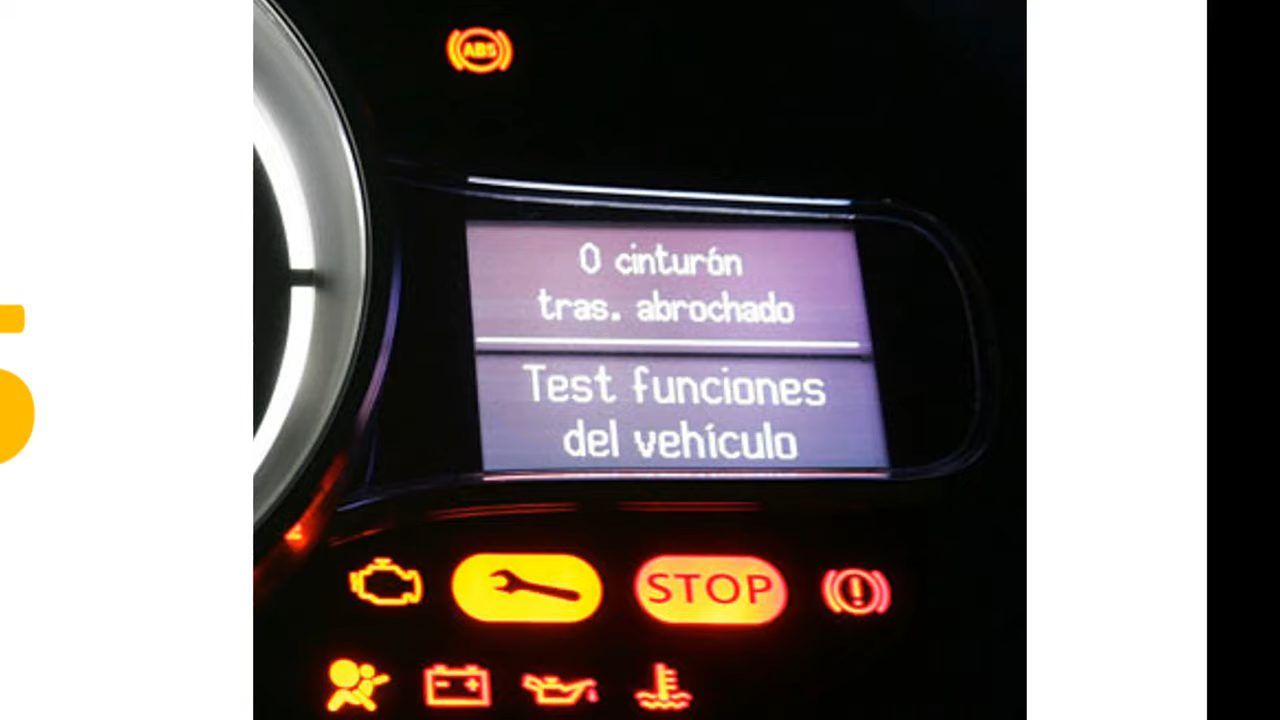 ABS
0 cinturón
tras. abrochado
Test funciones
del vehículo
STOP